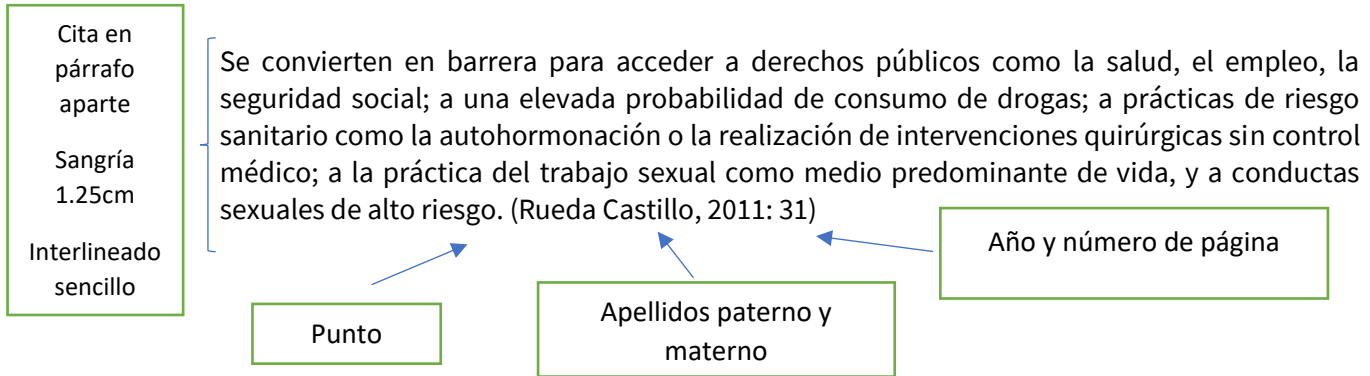 Cita en
párrafo
aparte
Sangría
1.25cm
Interlineado
sencillo
Se convierten en barrera para acceder a derechos públicos como la salud, el empleo, la
seguridad social; a una elevada probabilidad de consumo de drogas; a prácticas de riesgo
sanitario como la autohormonación o la realización de intervenciones quirúrgicas sin control
médico; a la práctica del trabajo sexual como medio predominante de vida, y a conductas
sexuales de alto riesgo. (Rueda Castillo, 2011: 31)
Punto
Apellidos paterno y
materno
Año y número de página